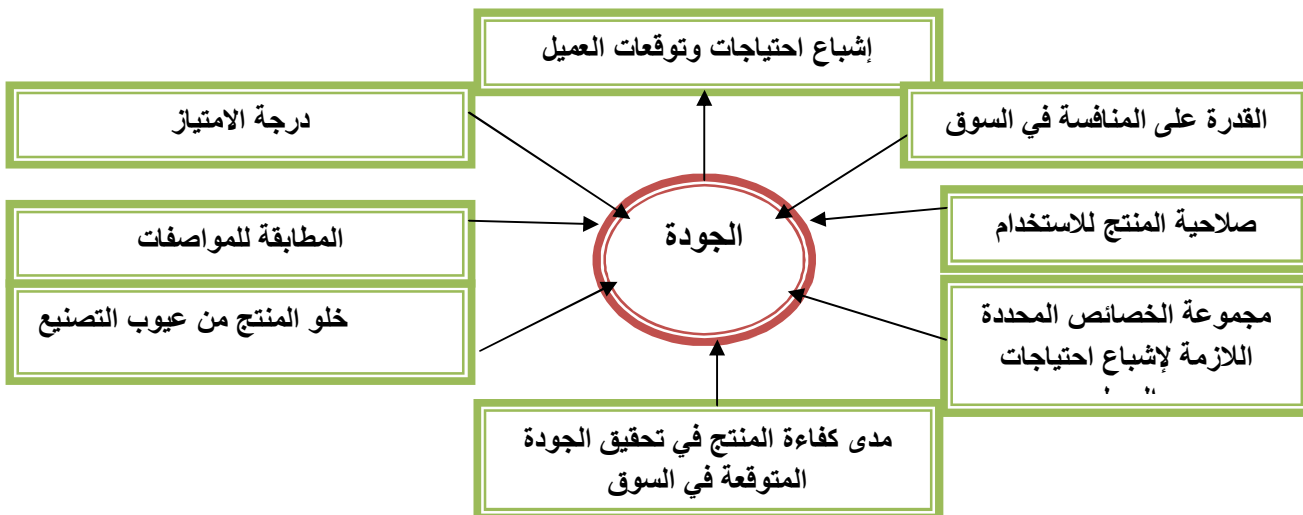 إشباع احتياجات وتوقعات العميل
القدرة على المنافسة في السوق
درجة الامتياز
صلاحية المنتج للاستخدام
الجودة
المطابقة للمواصفات
مجموعة الخصائص المحددة
اللازمة لإشباع احتياجات
خلو المنتج من عيوب التصنيع
مدى كفاءة المنتج في تحقيق الجودة
المتوقعة في السوق